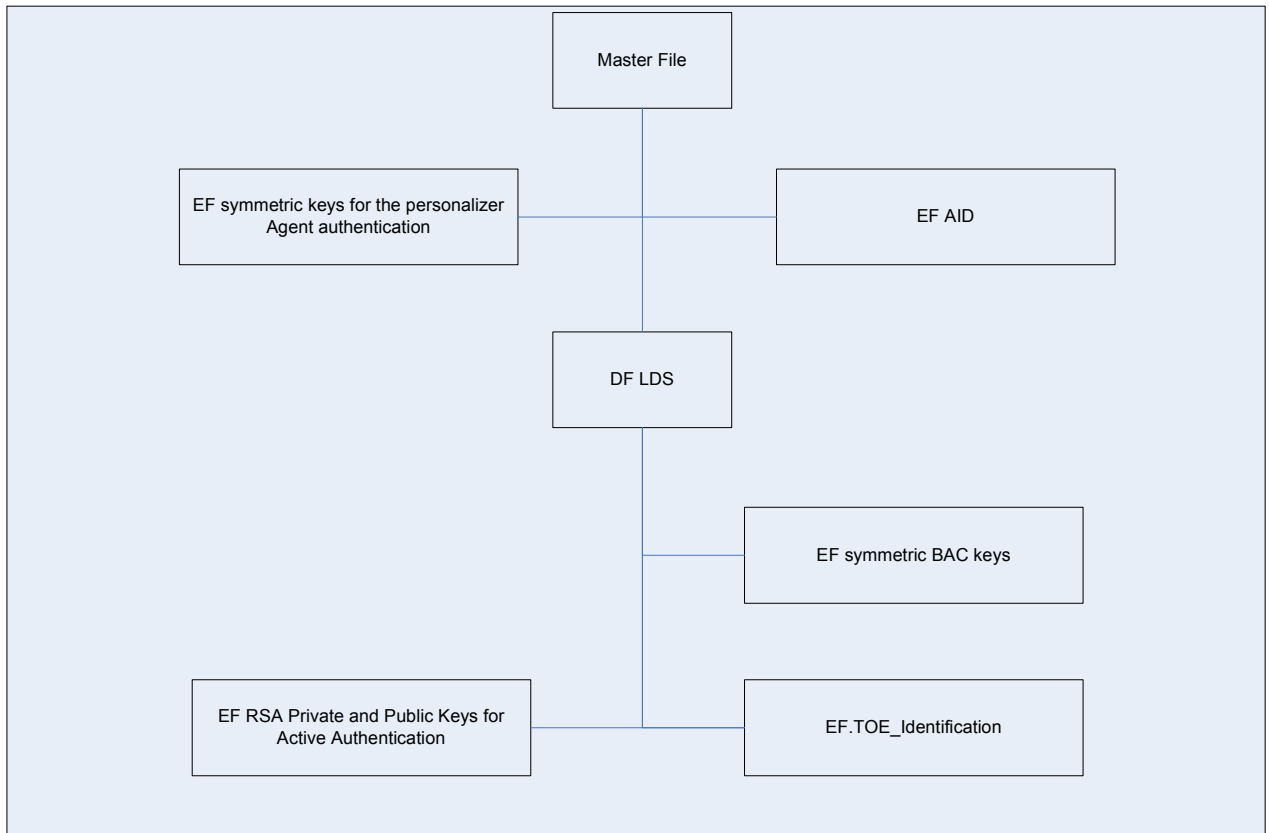 Master File
EF symmetric keys for the personalizer
Agent authentication
EF AID
DF LDS
EF symmetric BAC keys
EF RSA Private and Public Keys for
Active Authentication
EF.TOE_Identification